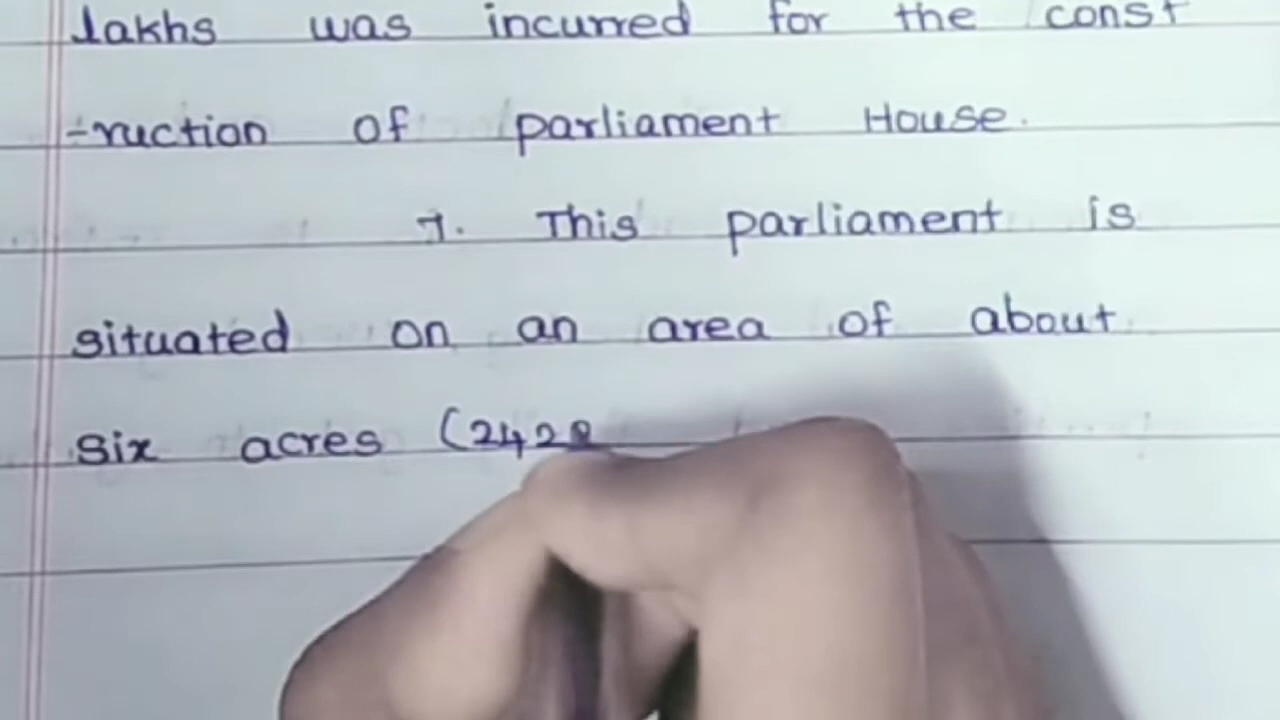 lakhs was incurred for the const
-ruction of parliament House.
7. This parliament is
situated on an area of about
six acres (2428